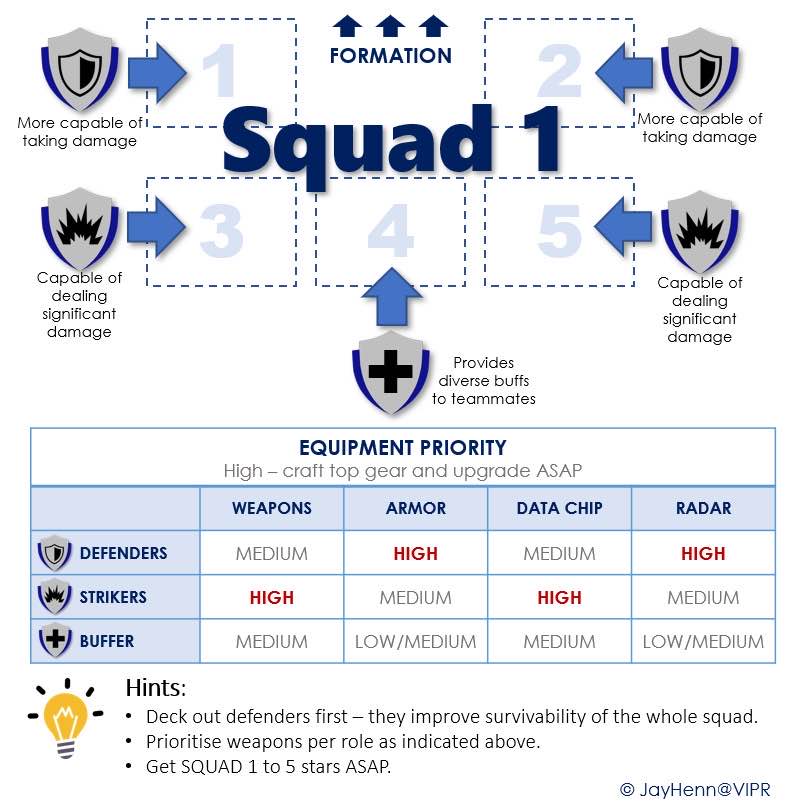 FORMATION
1
2
More capable of
taking damage
More capable of
taking damage
Squad 1
3
4
5
Capable of
dealing
significant
damage
Capable of
dealing
significant
damage
Provides
diverse buffs
to teammates
EQUIPMENT PRIORITY
High – craft top gear and upgrade ASAP
WEAPONS ARMOR DATA CHIP RADAR
DEFENDERS MEDIUM HIGH MEDIUM HIGH
STRIKERS HIGH MEDIUM HIGH MEDIUM
BUFFER MEDIUM LOW/MEDIUM MEDIUM LOW/MEDIUM
Hints:
• Deck out defenders first – they improve survivability of the whole squad.
• Prioritise weapons per role as indicated above.
• Get SQUAD 1 to 5 stars ASAP.
© JayHenn@VIPR